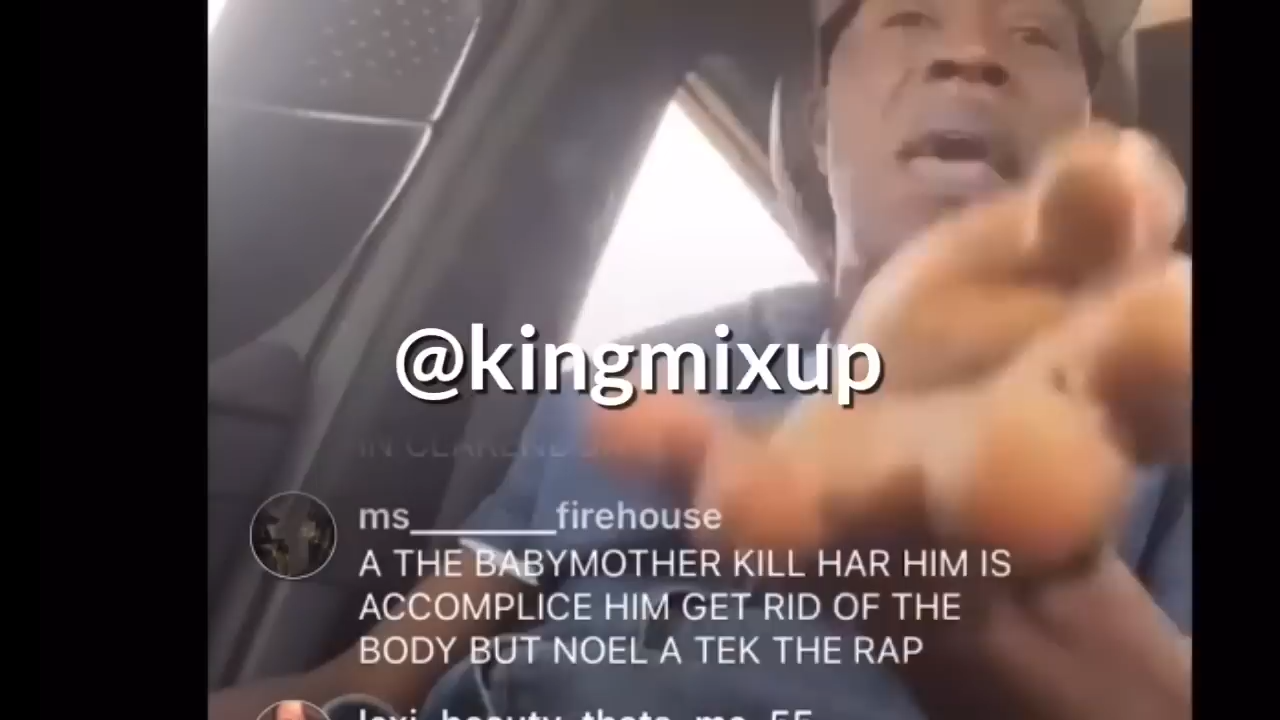 @kingmixup
ms_______firehouse
A THE BABYMOTHER KILL HAR HIM IS
ACCOMPLICE HIM GET RID OF THE
BODY BUT NOEL A TEK THE RAP